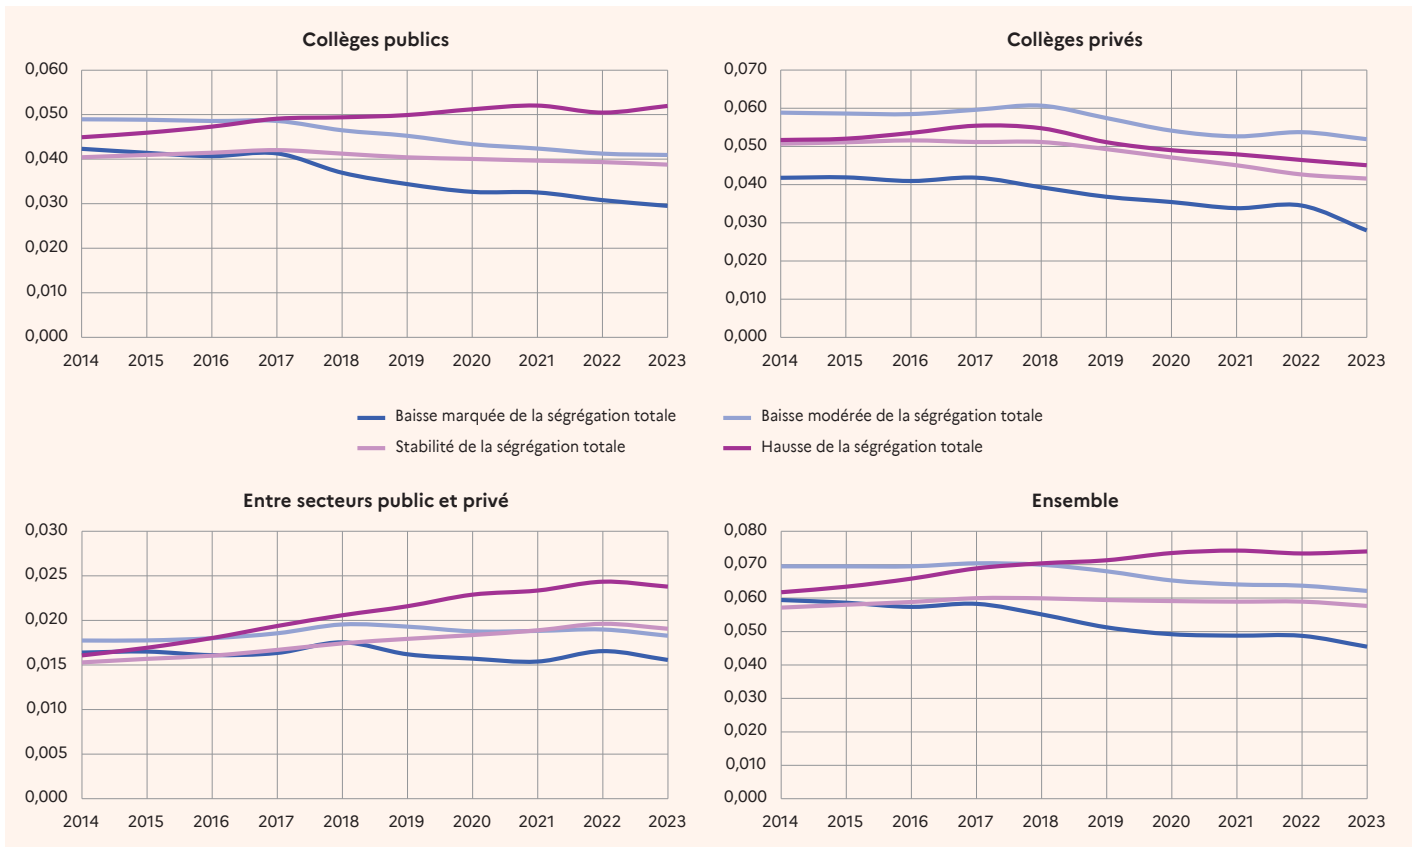 Collèges publics
0,060
0,050
0,040
0,030
0,020
0,010
0,000
2014 2015 2016 2017 2018 2019 2020 2021 2022 2023
Collèges privés
0,070
0,060
0,050
0,040
0,030
0,020
0,010
0,000
2014 2015 2016 2017 2018 2019 2020 2021 2022 2023
Baisse marquée de la ségrégation totale
Baisse modérée de la ségrégation totale
Stabilité de la ségrégation totale
Hausse de la ségrégation totale
Entre secteurs public et privé
0,030
0,025
0,020
0,015
0,010
0,005
0,000
2014 2015 2016 2017 2018 2019 2020 2021 2022 2023
Ensemble
0,080
0,070
0,060
0,050
0,040
0,030
0,020
0,010
0,000
2014 2015 2016 2017 2018 2019 2020 2021 2022 2023